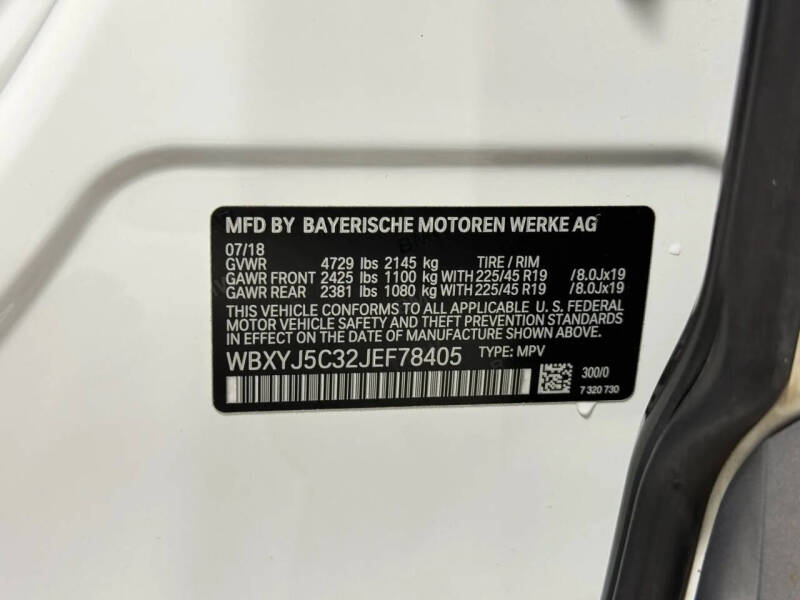 MFD BY BAYERISCHE MOTOREN WERKE AG
07/18
GVWR 4729 lbs 2145 kg TIRE / RIM
GAWR FRONT 2425 lbs 1100 kg WITH 225/45 R19 /8.0Jx19
GAWR REAR 2381 lbs 1080 kg WITH 225/45 R19 /8.0Jx19
THIS VEHICLE CONFORMS TO ALL APPLICABLE U. S. FEDERAL
MOTOR VEHICLE SAFETY AND THEFT PREVENTION STANDARDS
IN EFFECT ON THE DATE OF MANUFACTURE SHOWN ABOVE.
WBXYJ5C32JEF78405 TYPE: MPV
300/0
7 320 730